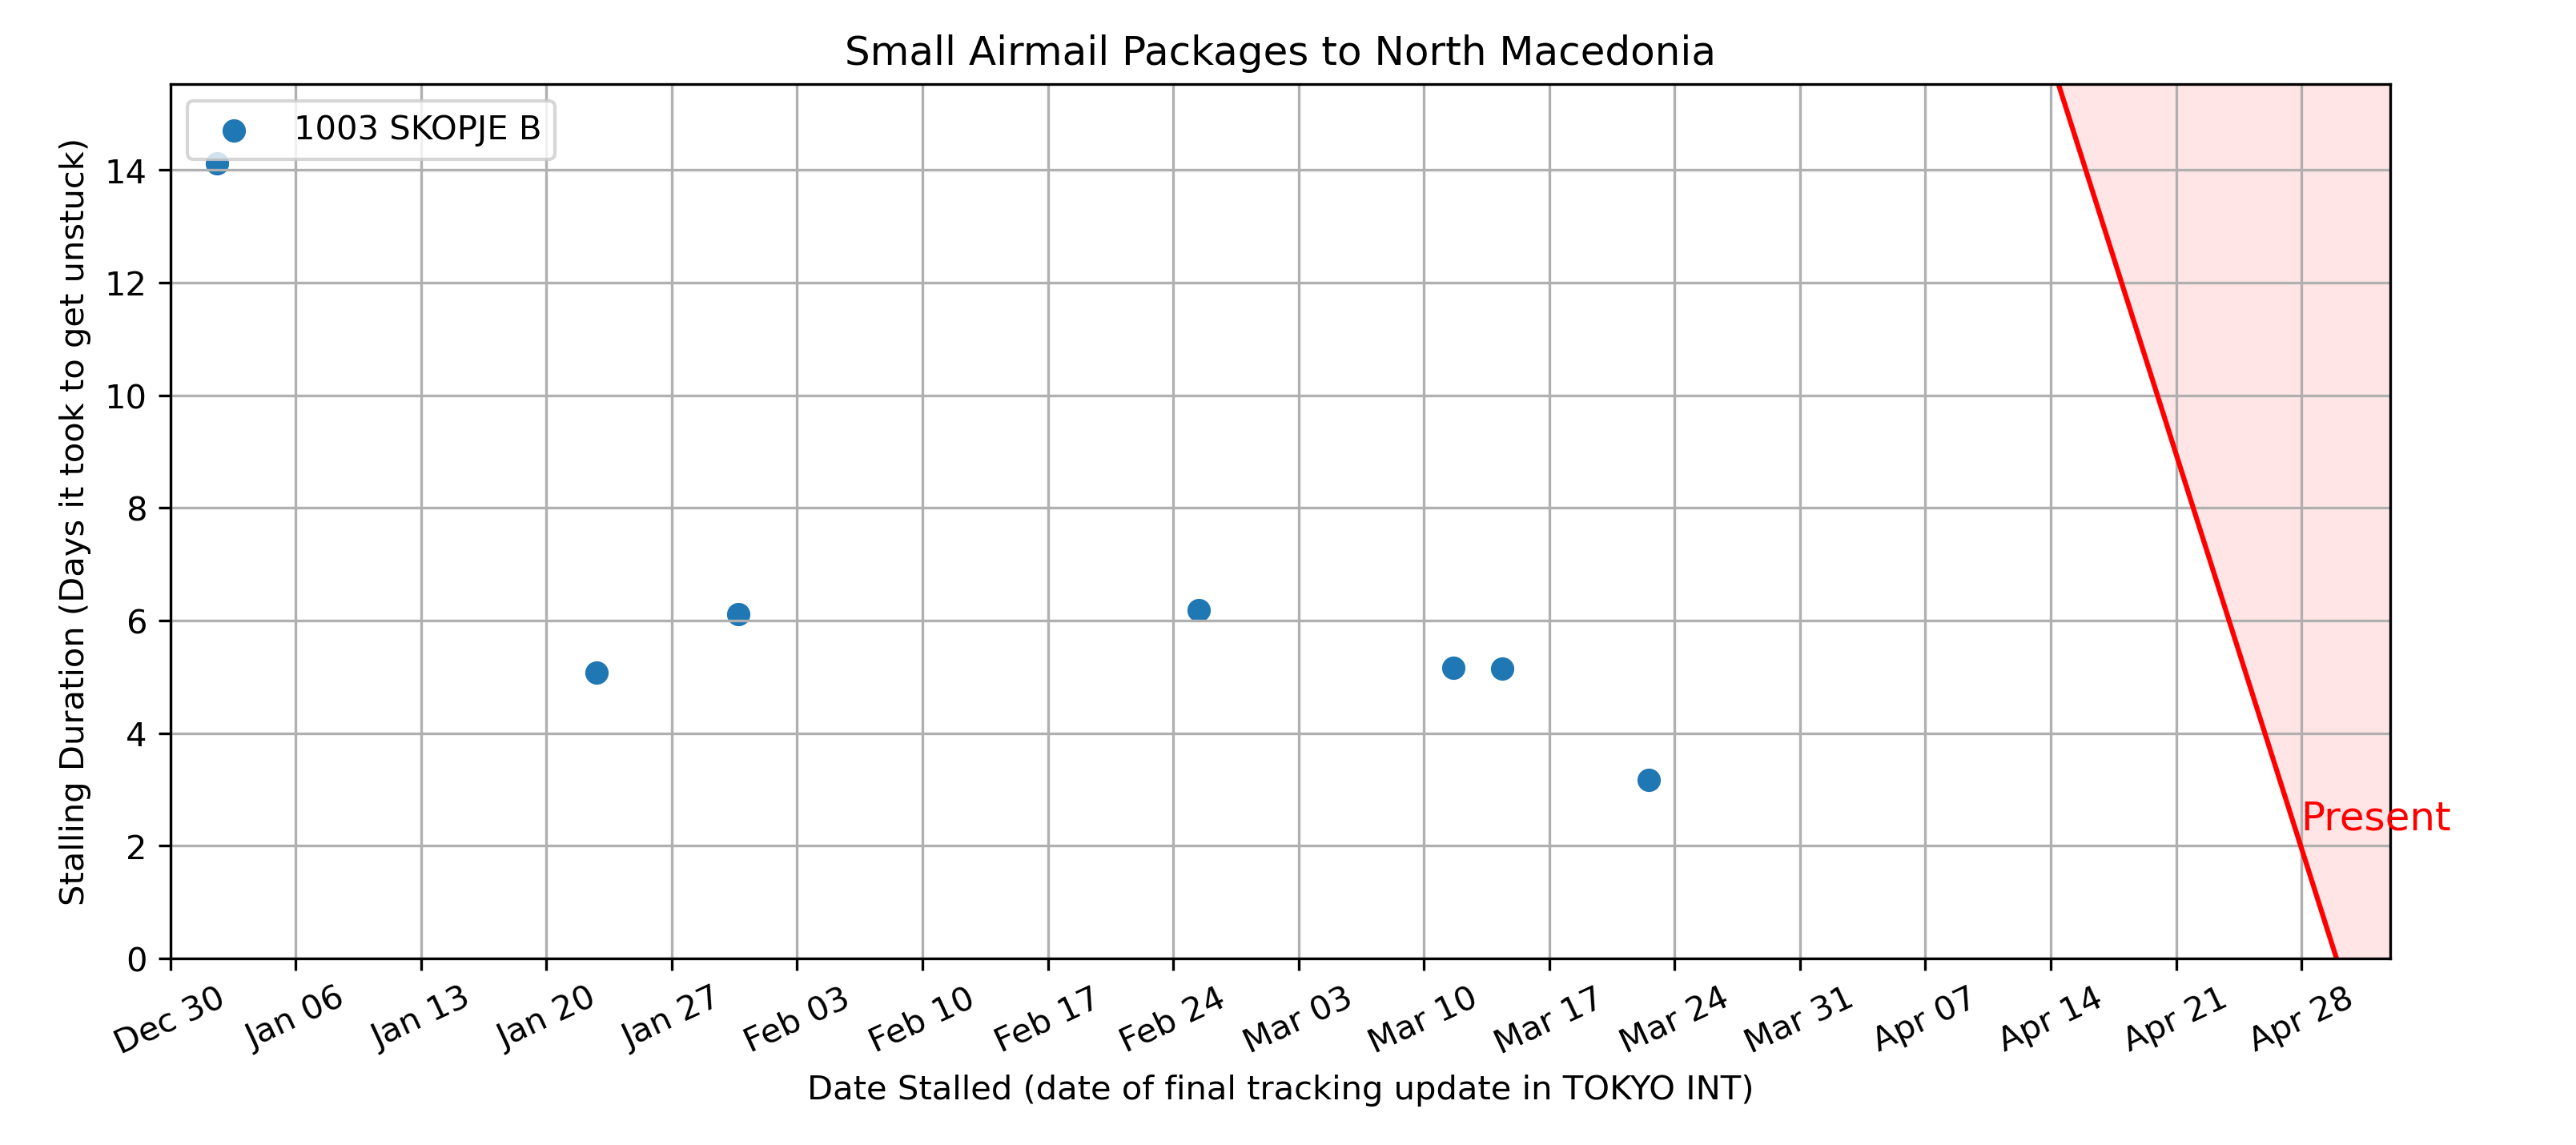 Small Airmail Packages to North Macedonia
1003 SKOPJE B
Stalling Duration (Days it took to get unstuck)
14
12
10
8
6
4
2
0
Present
Dec 30
Jan 06
Jan 13
Jan 20
Jan 27
Feb 03
Feb 10
Feb 17
Feb 24
Mar 03
Mar 10
Mar 17
Mar 24
Mar 31
Apr 07
Apr 14
Apr 21
Apr 28
Date Stalled (date of final tracking update in TOKYO INT)